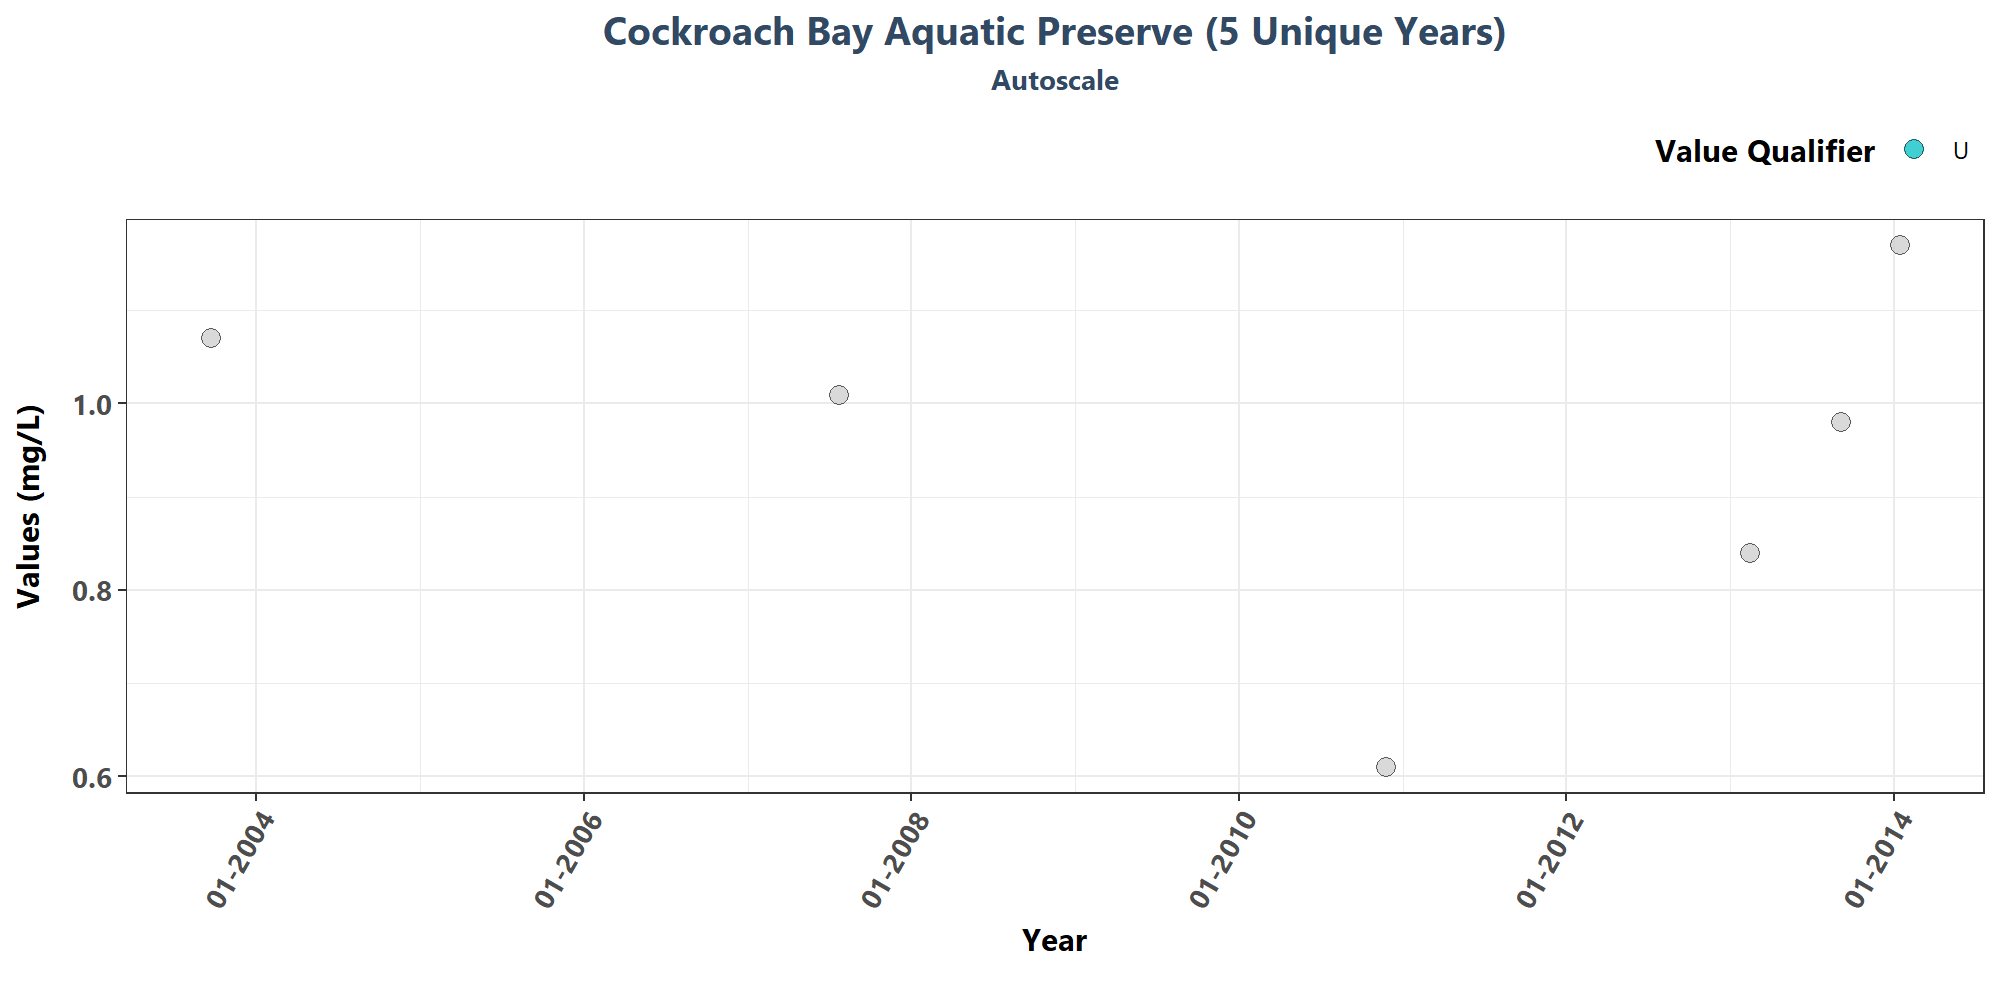 Cockroach Bay Aquatic Preserve (5 Unique Years)
Autoscale
Value Qualifier U
Values (mg/L)
1.0
0.8
0.6
01-2004
01-2006
01-2008
01-2010
01-2012
01-2014
Year